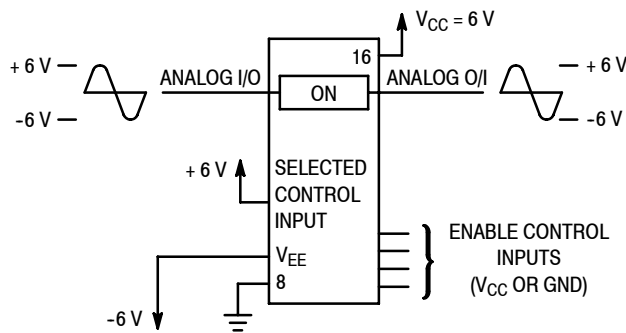 V_CC = 6 V
16
+ 6 V
-6 V
ANALOG I/O
ON
ANALOG O/I
+ 6 V
-6 V
+ 6 V
SELECTED
CONTROL
INPUT
V_EE
8
-6 V
ENABLE CONTROL
INPUTS
(V_CC OR GND)